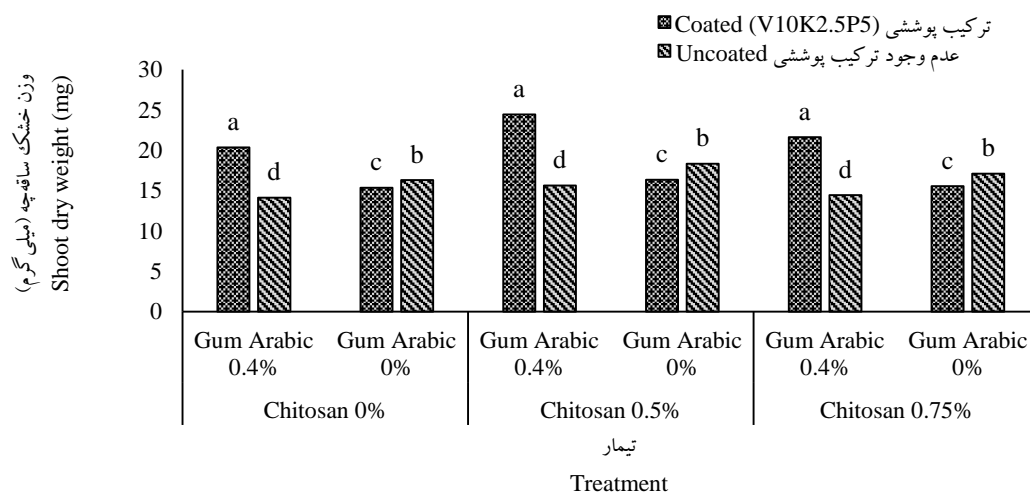 Coated (V10K2.5P5) ترکیب پوششی
Uncoated عدم وجود ترکیب پوششی
وزن خشک ساقه‌چه (میلی گرم)
Shoot dry weight (mg)
30
25
20
15
10
5
0
a
d
c
b
a
d
c
b
a
d
c
b
Gum Arabic 0.4%
Gum Arabic 0%
Gum Arabic 0.4%
Gum Arabic 0%
Gum Arabic 0.4%
Gum Arabic 0%
Chitosan 0%
Chitosan 0.5%
Chitosan 0.75%
تیمار
Treatment